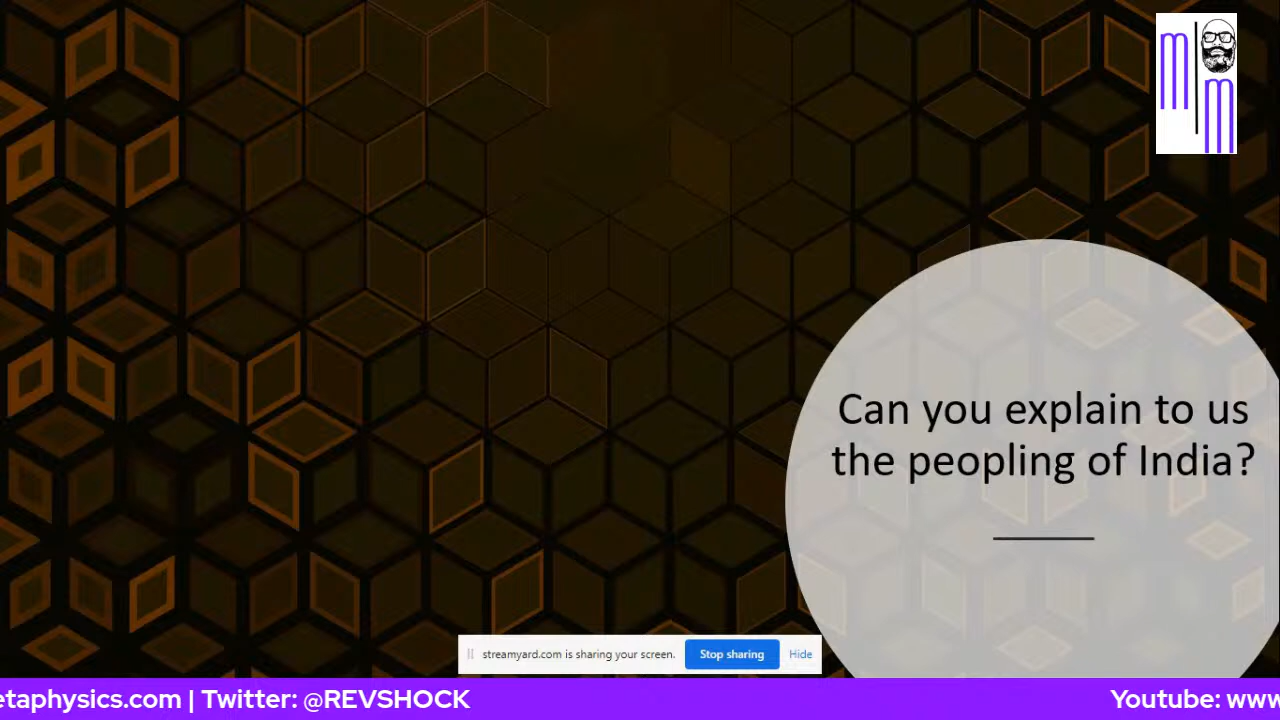 m
m
Can you explain to us
the peopling of India?
streamyard.com is sharing your screen. Stop sharing Hide
etaphysics.com | Twitter: @REVSHOCK Youtube: www